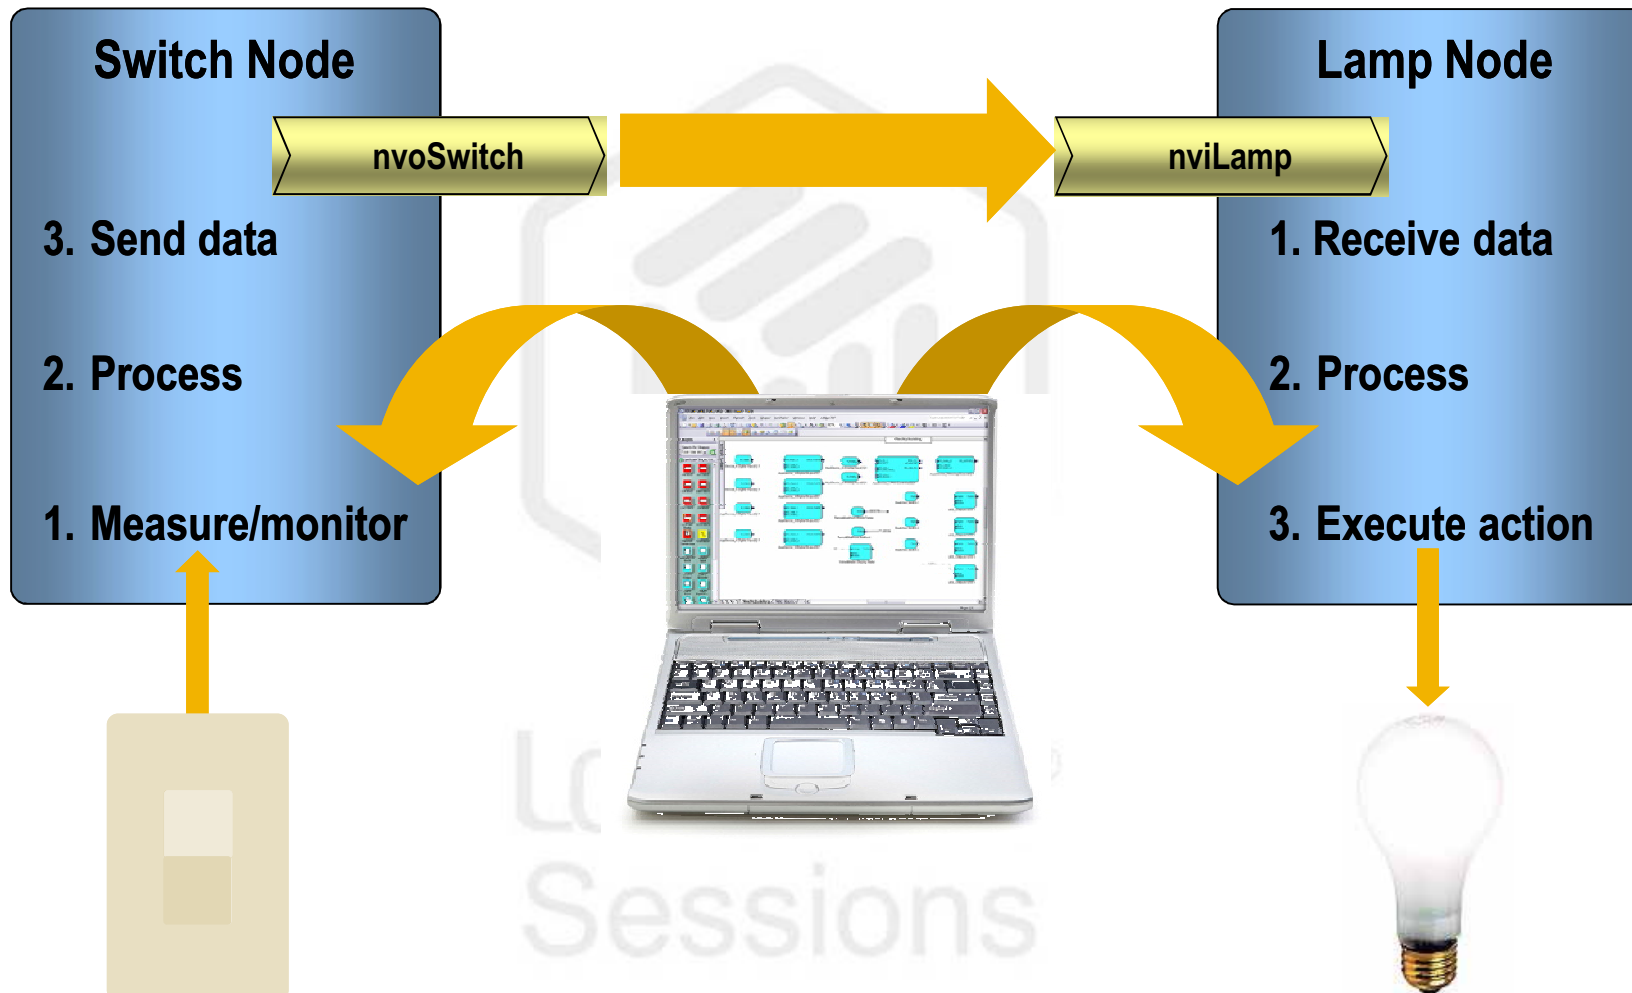 Switch Node
nvoSwitch
3. Send data
2. Process
1. Measure/monitor
Lamp Node
nviLamp
1. Receive data
2. Process
3. Execute action
Sessions